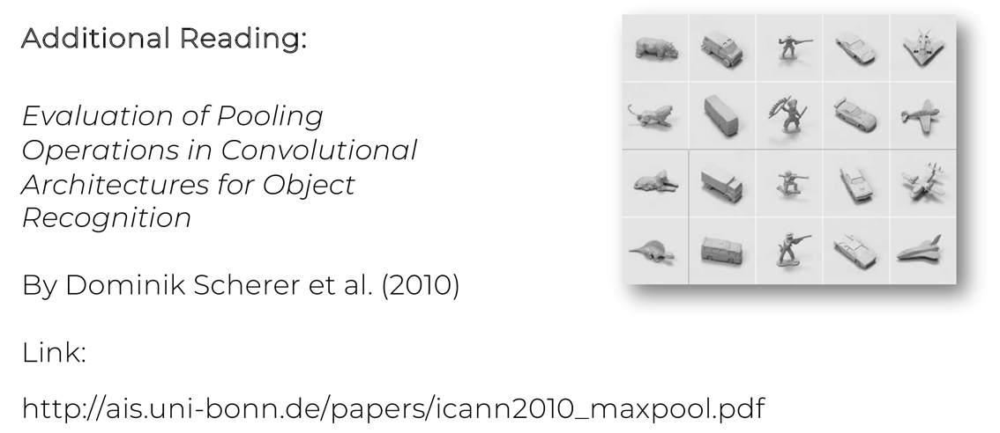 Additional Reading:
Evaluation of Pooling
Operations in Convolutional
Architectures for Object
Recognition
By Dominik Scherer et al. (2010)
Link:
http://ais.uni-bonn.de/papers/icann2010_maxpool.pdf